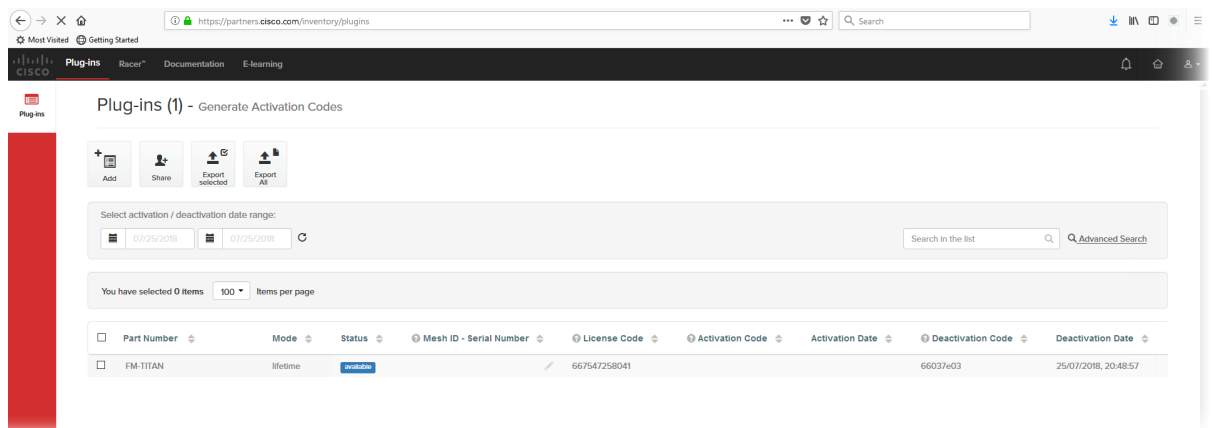 https://partners.cisco.com/inventory/plugins
Search
Most Visited Getting Started
CISCO
Plug-ins Racer™ Documentation E-learning
Plug-ins
Plug-ins (1) - Generate Activation Codes
Add
Share
Export selected
Export All
Select activation / deactivation date range:
07/25/2018 07/25/2018 Search in the list Advanced Search
You have selected 0 items 100 Items per page
Part Number Mode Status Mesh ID - Serial Number License Code Activation Code Activation Date Deactivation Code Deactivation Date
FM-TITAN lifetime available 667547258041 66037e03 25/07/2018, 20:48:57